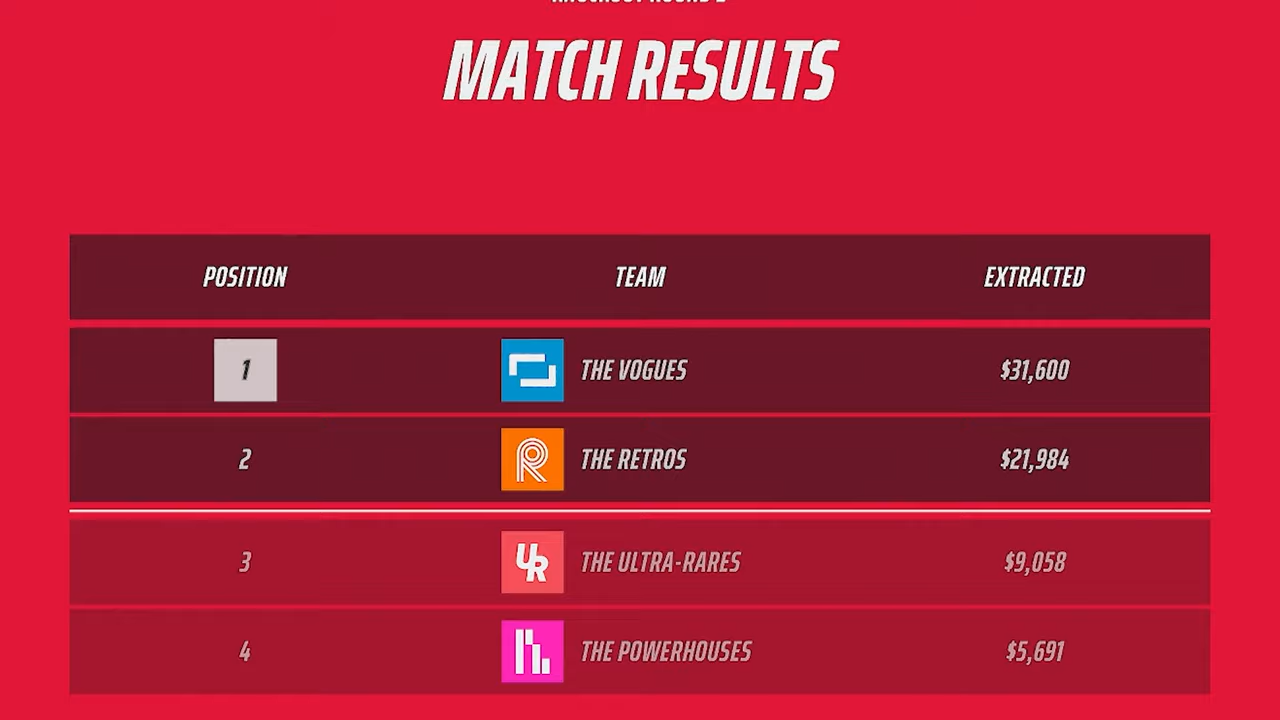 MATCH RESULTS
POSITION TEAM EXTRACTED
1 THE VOGUES $31,600
2 R THE RETROS $21,984
3 UR THE ULTRA-RARES $9,058
4 THE POWERHOUSES $5,691